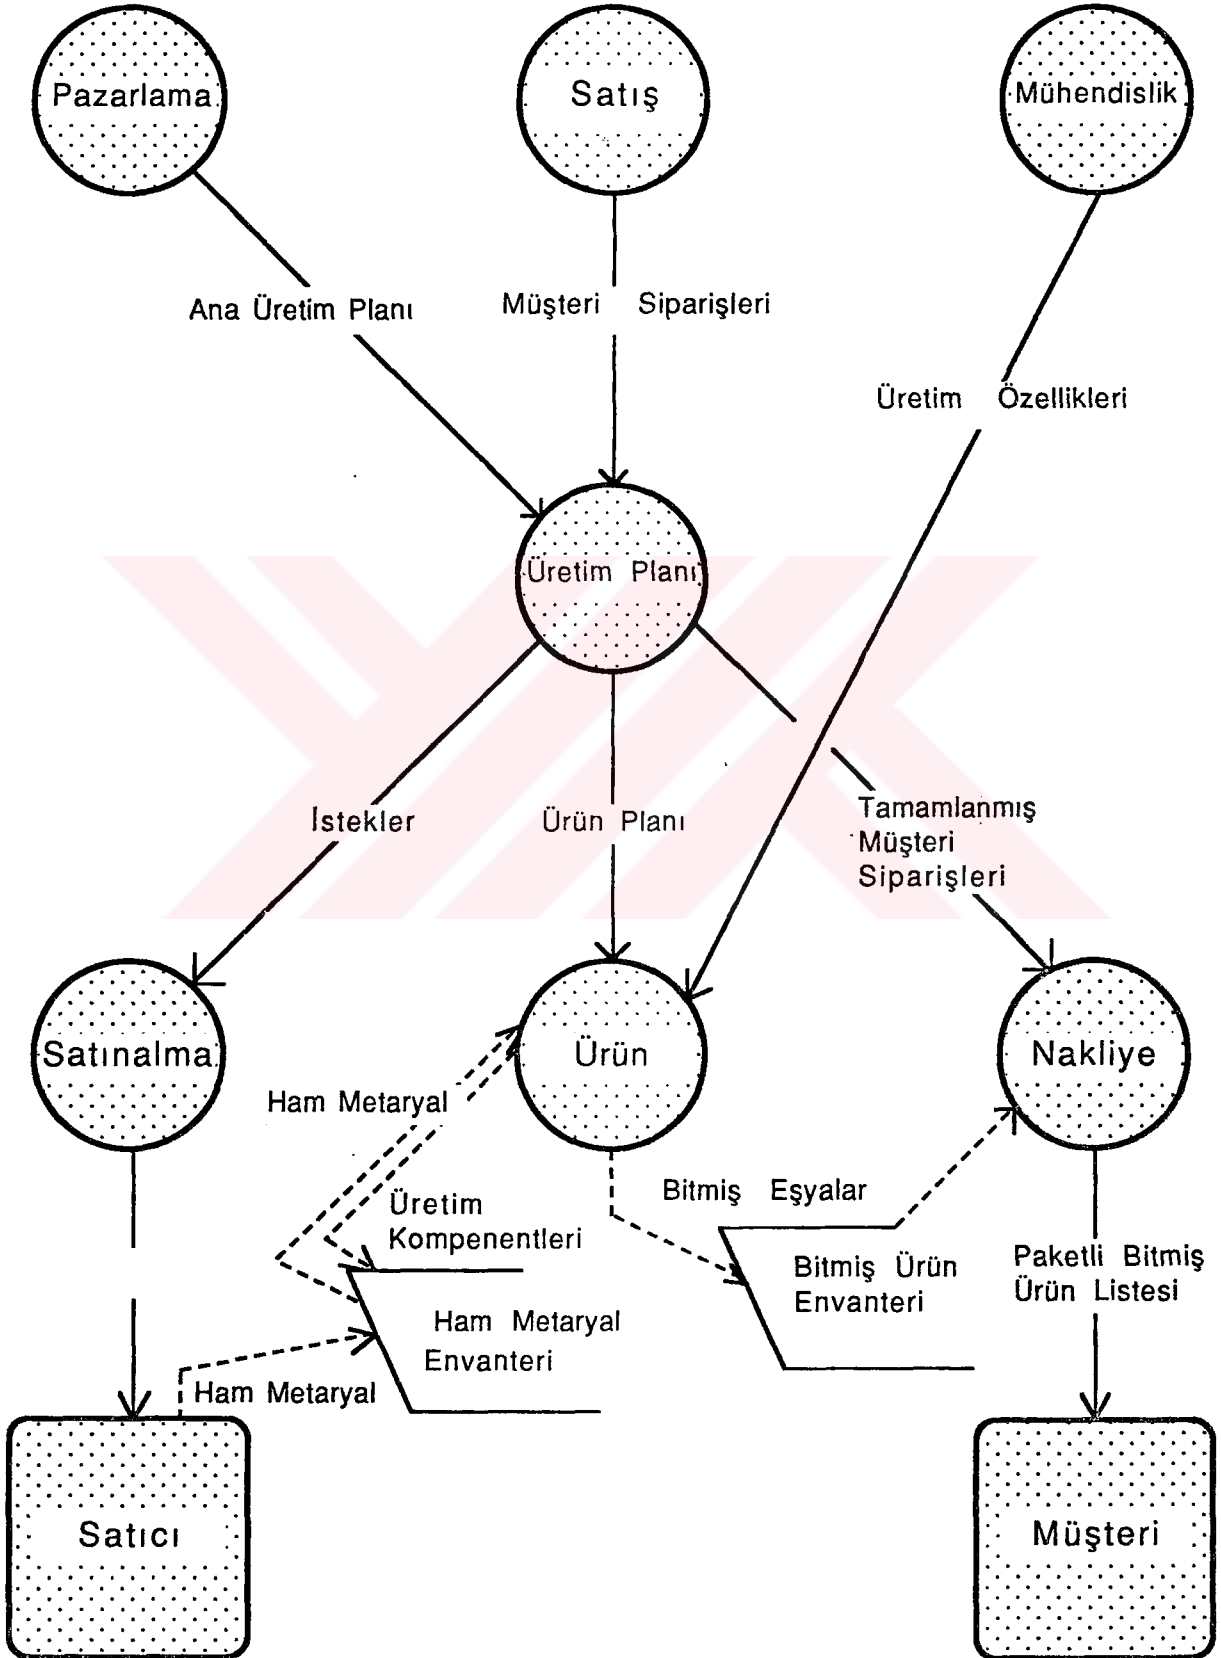 Pazarlama
Satış
Mühendislik
Ana Üretim Planı
Müşteri Siparişleri
Üretim Özellikleri
Üretim Planı
İstekler
Ürün Planı
Tamamlanmış
Müşteri
Siparişleri
Satınalma
Ürün
Nakliye
Ham Metaryal
Üretim
Kompenentleri
Bitmiş Eşyalar
Bitmiş Ürün
Envanteri
Paketli Bitmiş
Ürün Listesi
Ham Metaryal
Envanteri
Ham Metaryal
Satıcı
Müşteri